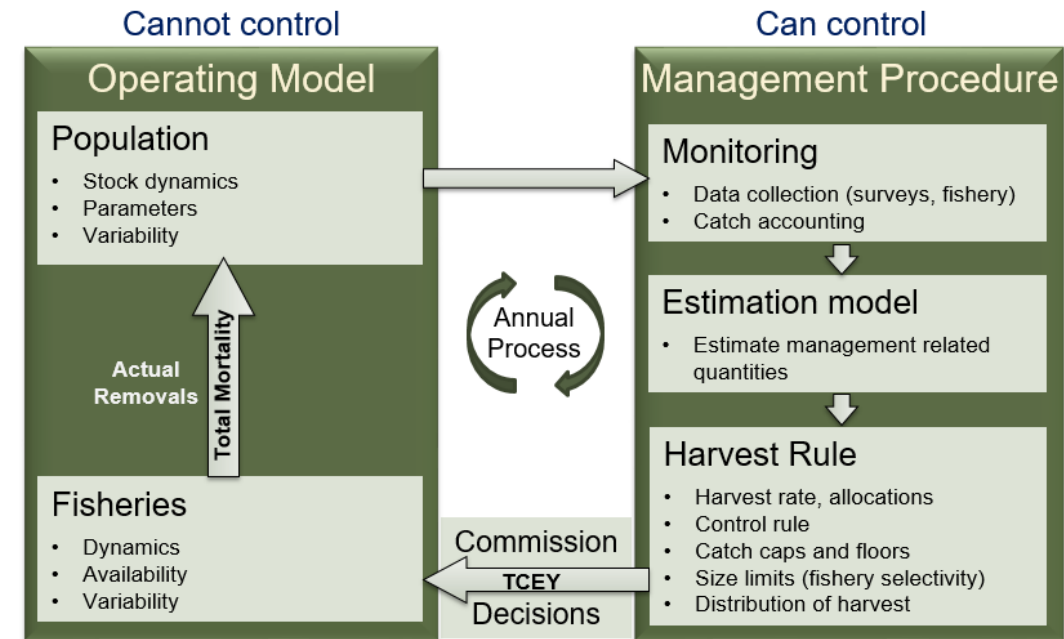 Cannot control
Operating Model
Population
• Stock dynamics
• Parameters
• Variability
Actual
Removals
Total Mortality
Fisheries
• Dynamics
• Availability
• Variability
Annual
Process
Commission
TCEY
Decisions
Can control
Management Procedure
Monitoring
• Data collection (surveys, fishery)
• Catch accounting
Estimation model
• Estimate management related
quantities
Harvest Rule
• Harvest rate, allocations
• Control rule
• Catch caps and floors
• Size limits (fishery selectivity)
• Distribution of harvest